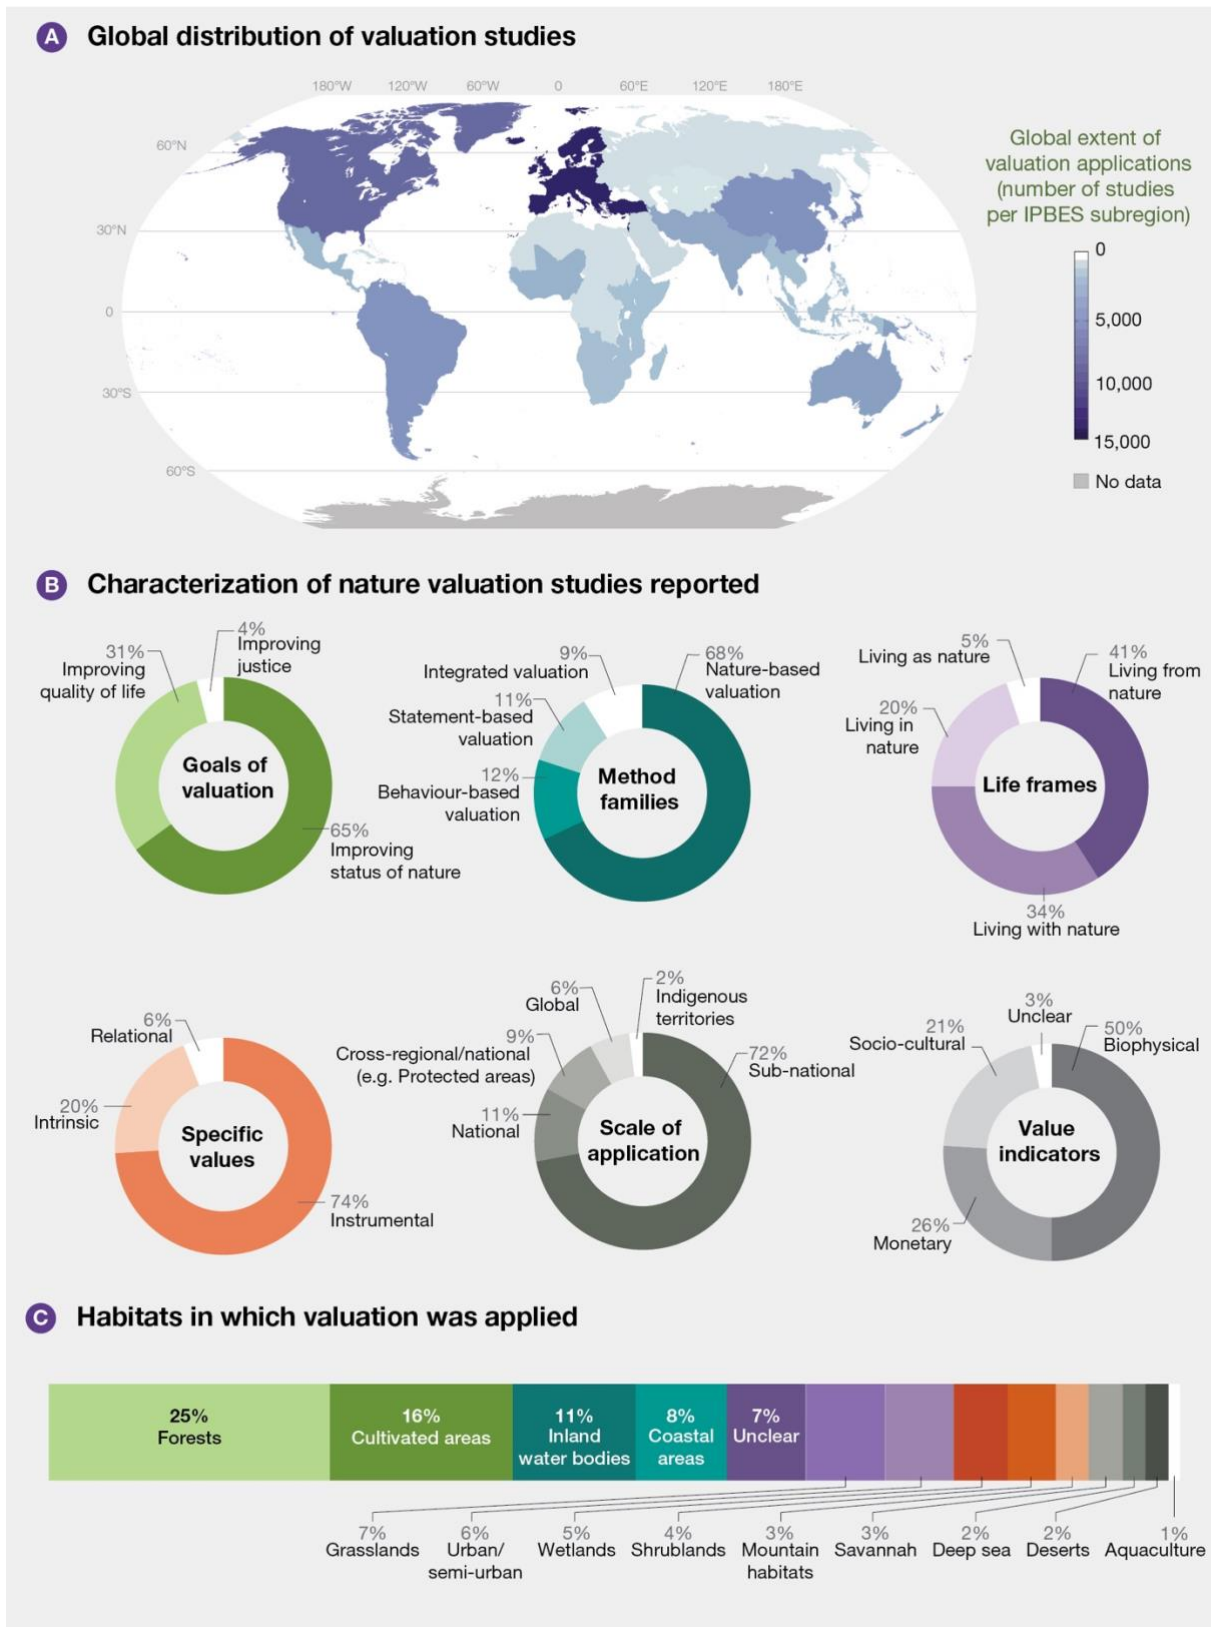 A Global distribution of valuation studies
180°W 120°W 60°W 0 60°E 120°E 180°E
60°N
30°N
0
30°S
60°S
Global extent of
valuation applications
(number of studies
per IPBES subregion)
0
5,000
10,000
15,000
No data
B Characterization of nature valuation studies reported
4%
Improving
justice
31%
Improving
quality of life
Goals of
valuation
65%
Improving
status of nature
9%
Integrated valuation
68%
Nature-based
valuation
11%
Statement-based
valuation
12%
Behaviour-based
valuation
Method
families
5%
Living as nature
41%
Living from
nature
20%
Living in
nature
Life frames
34%
Living with nature
6%
Relational
20%
Intrinsic
Specific
values
74%
Instrumental
6%
Global
2%
Indigenous
territories
9%
Cross-regional/national
(e.g. Protected areas)
72%
Sub-national
11%
National
Scale of
application
3%
Unclear
21%
Socio-cultural
50%
Biophysical
Value
indicators
26%
Monetary
C Habitats in which valuation was applied
25%
Forests
16%
Cultivated areas
11%
Inland
water bodies
8%
Coastal
areas
7%
Unclear
7%
Grasslands
6%
Urban/
semi-urban
5%
Wetlands
4%
Shrublands
3%
Mountain
habitats
3%
Savannah
2%
Deep sea
2%
Deserts
1%
Aquaculture